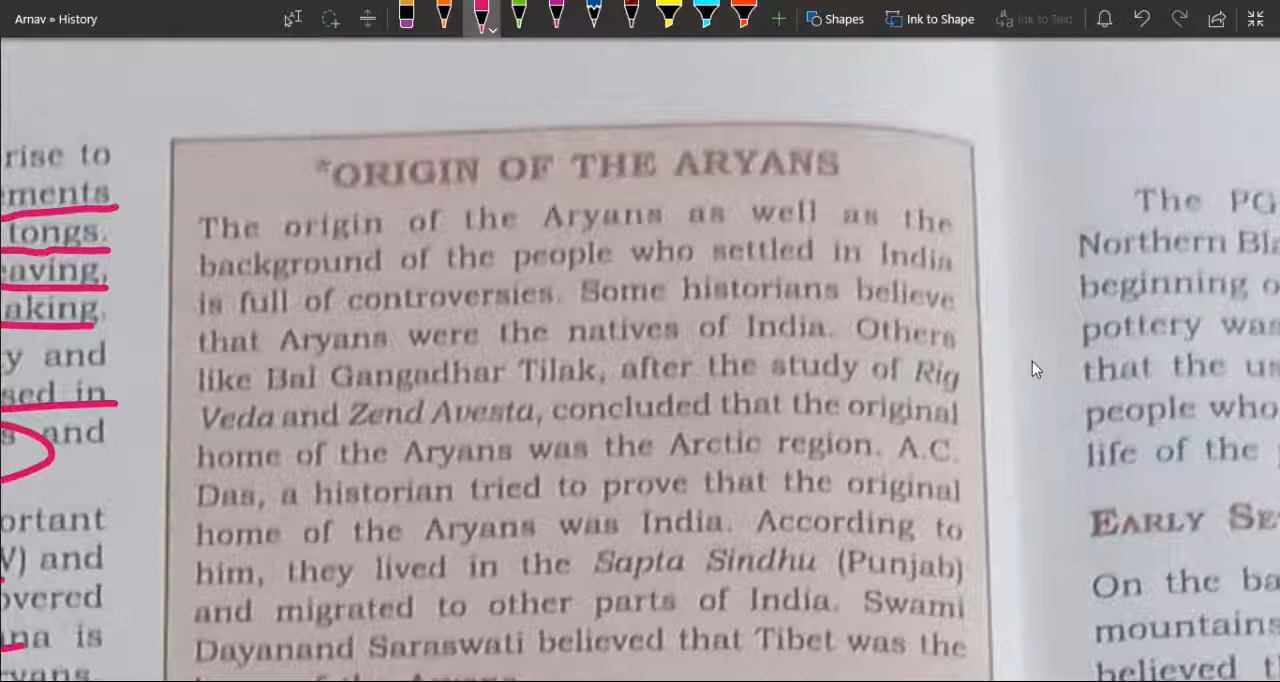 Arnav » History
Shapes
Ink to Shape
Ink to Text
rise to
ments
tongs.
eaving,
aking.
y and
sed in
s and
ortant
V) and
overed
ana is
ryans.
*ORIGIN OF THE ARYANS
The origin of the Aryans as well as the
background of the people who settled in India
is full of controversies. Some historians believe
that Aryans were the natives of India. Others
like Bal Gangadhar Tilak, after the study of Rig
Veda and Zend Avesta, concluded that the original
home of the Aryans was the Arctic region. A.C.
Das, a historian tried to prove that the original
home of the Aryans was India. According to
him, they lived in the Sapta Sindhu (Punjab)
and migrated to other parts of India. Swami
Dayanand Saraswati believed that Tibet was the
The PG
Northern Bla
beginning o
pottery was
that the us
people who
life of the
EARLY SE
On the ba
mountains
believed t